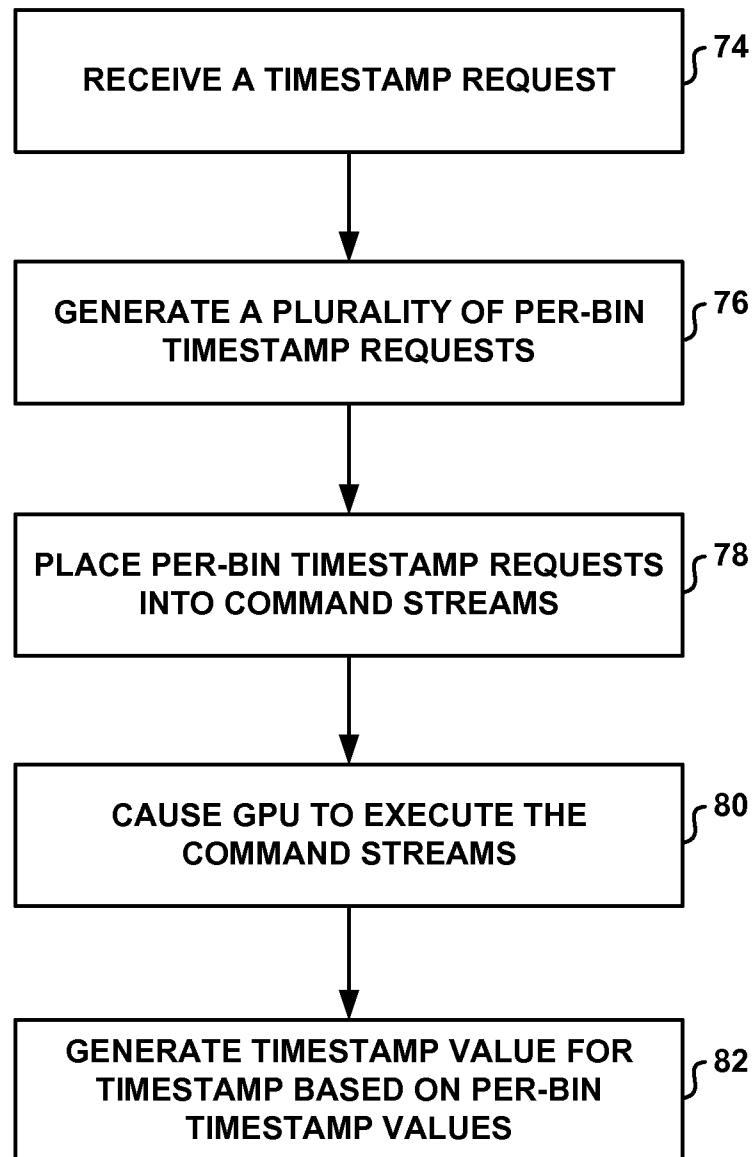 RECEIVE A TIMESTAMP REQUEST
74
GENERATE A PLURALITY OF PER-BIN
TIMESTAMP REQUESTS
76
PLACE PER-BIN TIMESTAMP REQUESTS
INTO COMMAND STREAMS
78
CAUSE GPU TO EXECUTE THE
COMMAND STREAMS
80
GENERATE TIMESTAMP VALUE FOR
TIMESTAMP BASED ON PER-BIN
TIMESTAMP VALUES
82